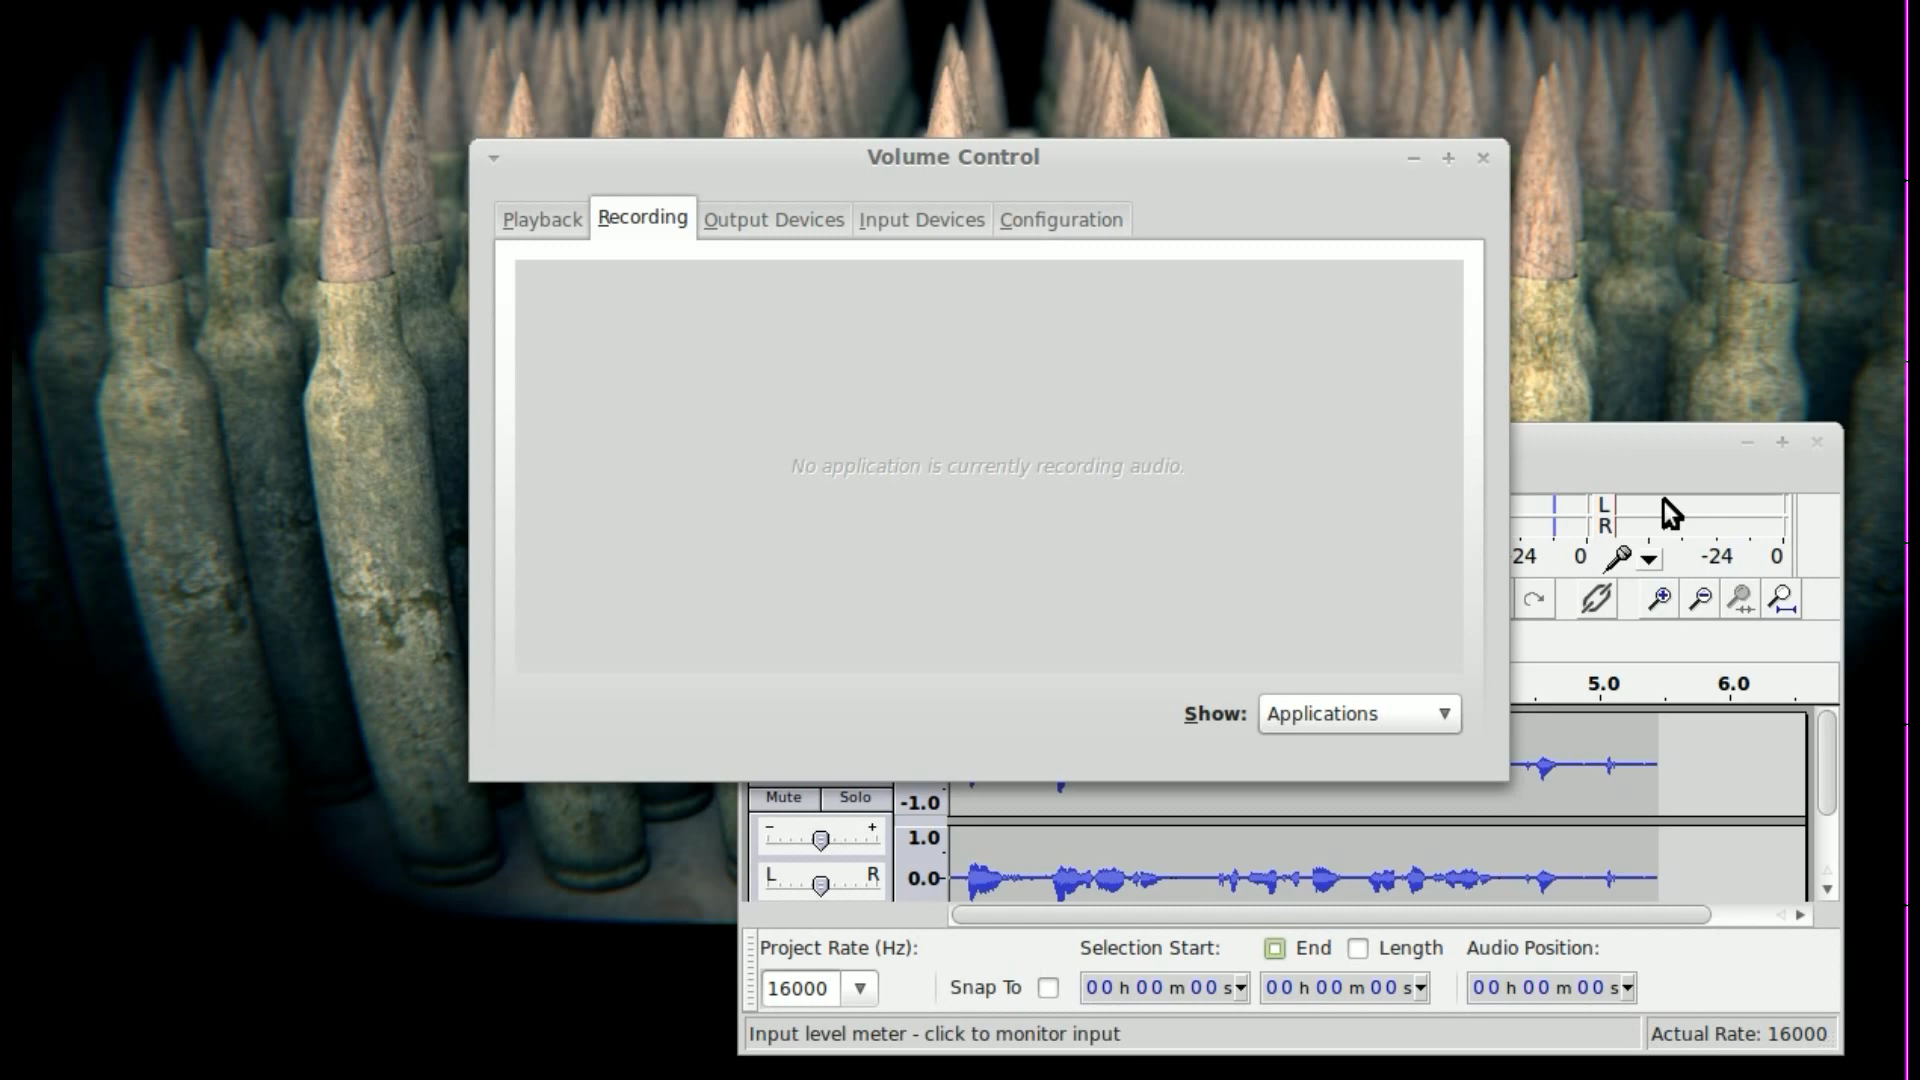 Volume Control
Playback Recording Output Devices Input Devices Configuration
No application is currently recording audio.
Show: Applications
L
R
24 0 -24 0
5.0 6.0
Mute Solo -1.0
- + 1.0
L R 0.0
Project Rate (Hz): Selection Start: End Length Audio Position:
16000 Snap To 00 h 00 m 00 s 00 h 00 m 00 s 00 h 00 m 00 s
Input level meter - click to monitor input Actual Rate: 16000